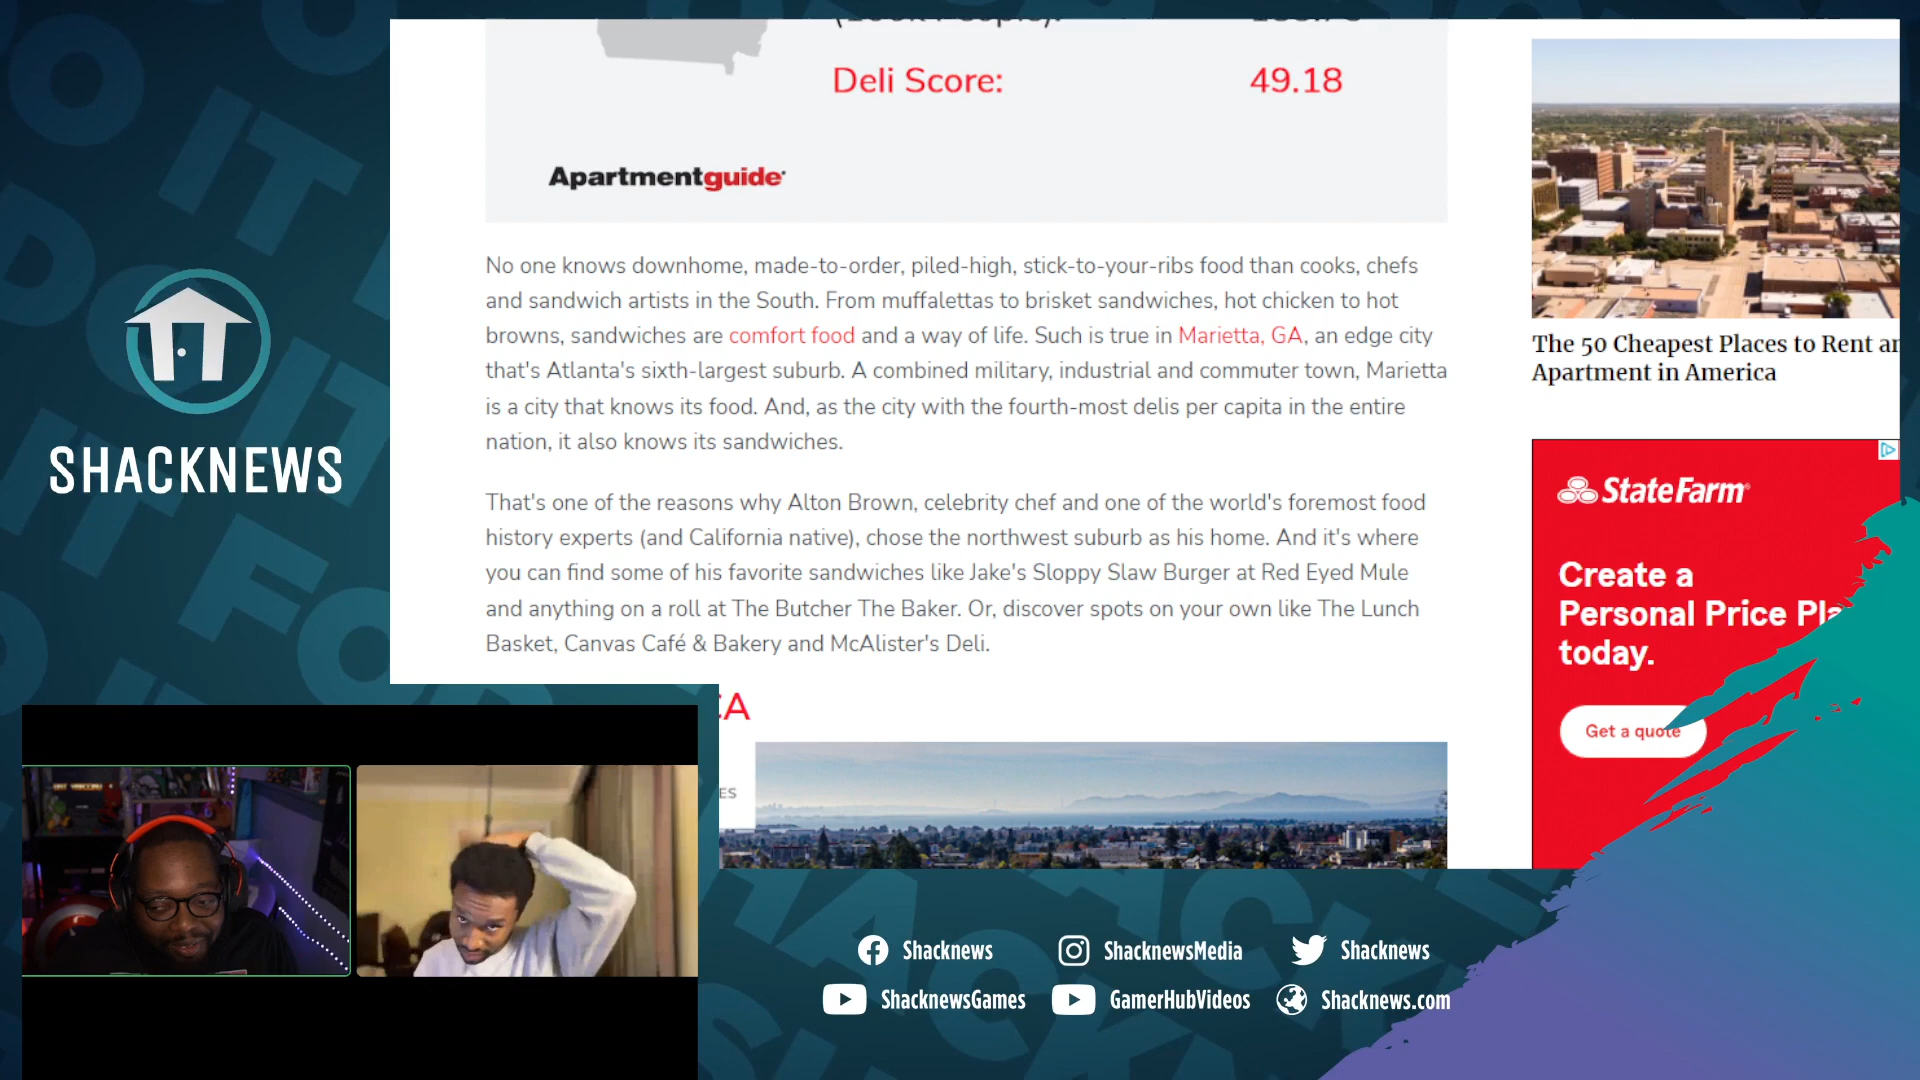 Deli Score: 49.18
Apartmentguide
No one knows downhome, made-to-order, piled-high, stick-to-your-ribs food than cooks, chefs
and sandwich artists in the South. From muffalettas to brisket sandwiches, hot chicken to hot
browns, sandwiches are comfort food and a way of life. Such is true in Marietta, GA, an edge city
that's Atlanta's sixth-largest suburb. A combined military, industrial and commuter town, Marietta
is a city that knows its food. And, as the city with the fourth-most delis per capita in the entire
nation, it also knows its sandwiches.
That's one of the reasons why Alton Brown, celebrity chef and one of the world's foremost food
history experts (and California native), chose the northwest suburb as his home. And it's where
you can find some of his favorite sandwiches like Jake's Sloppy Slaw Burger at Red Eyed Mule
and anything on a roll at The Butcher The Baker. Or, discover spots on your own like The Lunch
Basket, Canvas Café & Bakery and McAlister's Deli.
CA
ES
The 50 Cheapest Places to Rent an
Apartment in America
StateFarm
Create a
Personal Price Pla
today.
Get a quote
SHACKNEWS
Shacknews ShacknewsMedia Shacknews
ShacknewsGames GamerHubVideos Shacknews.com